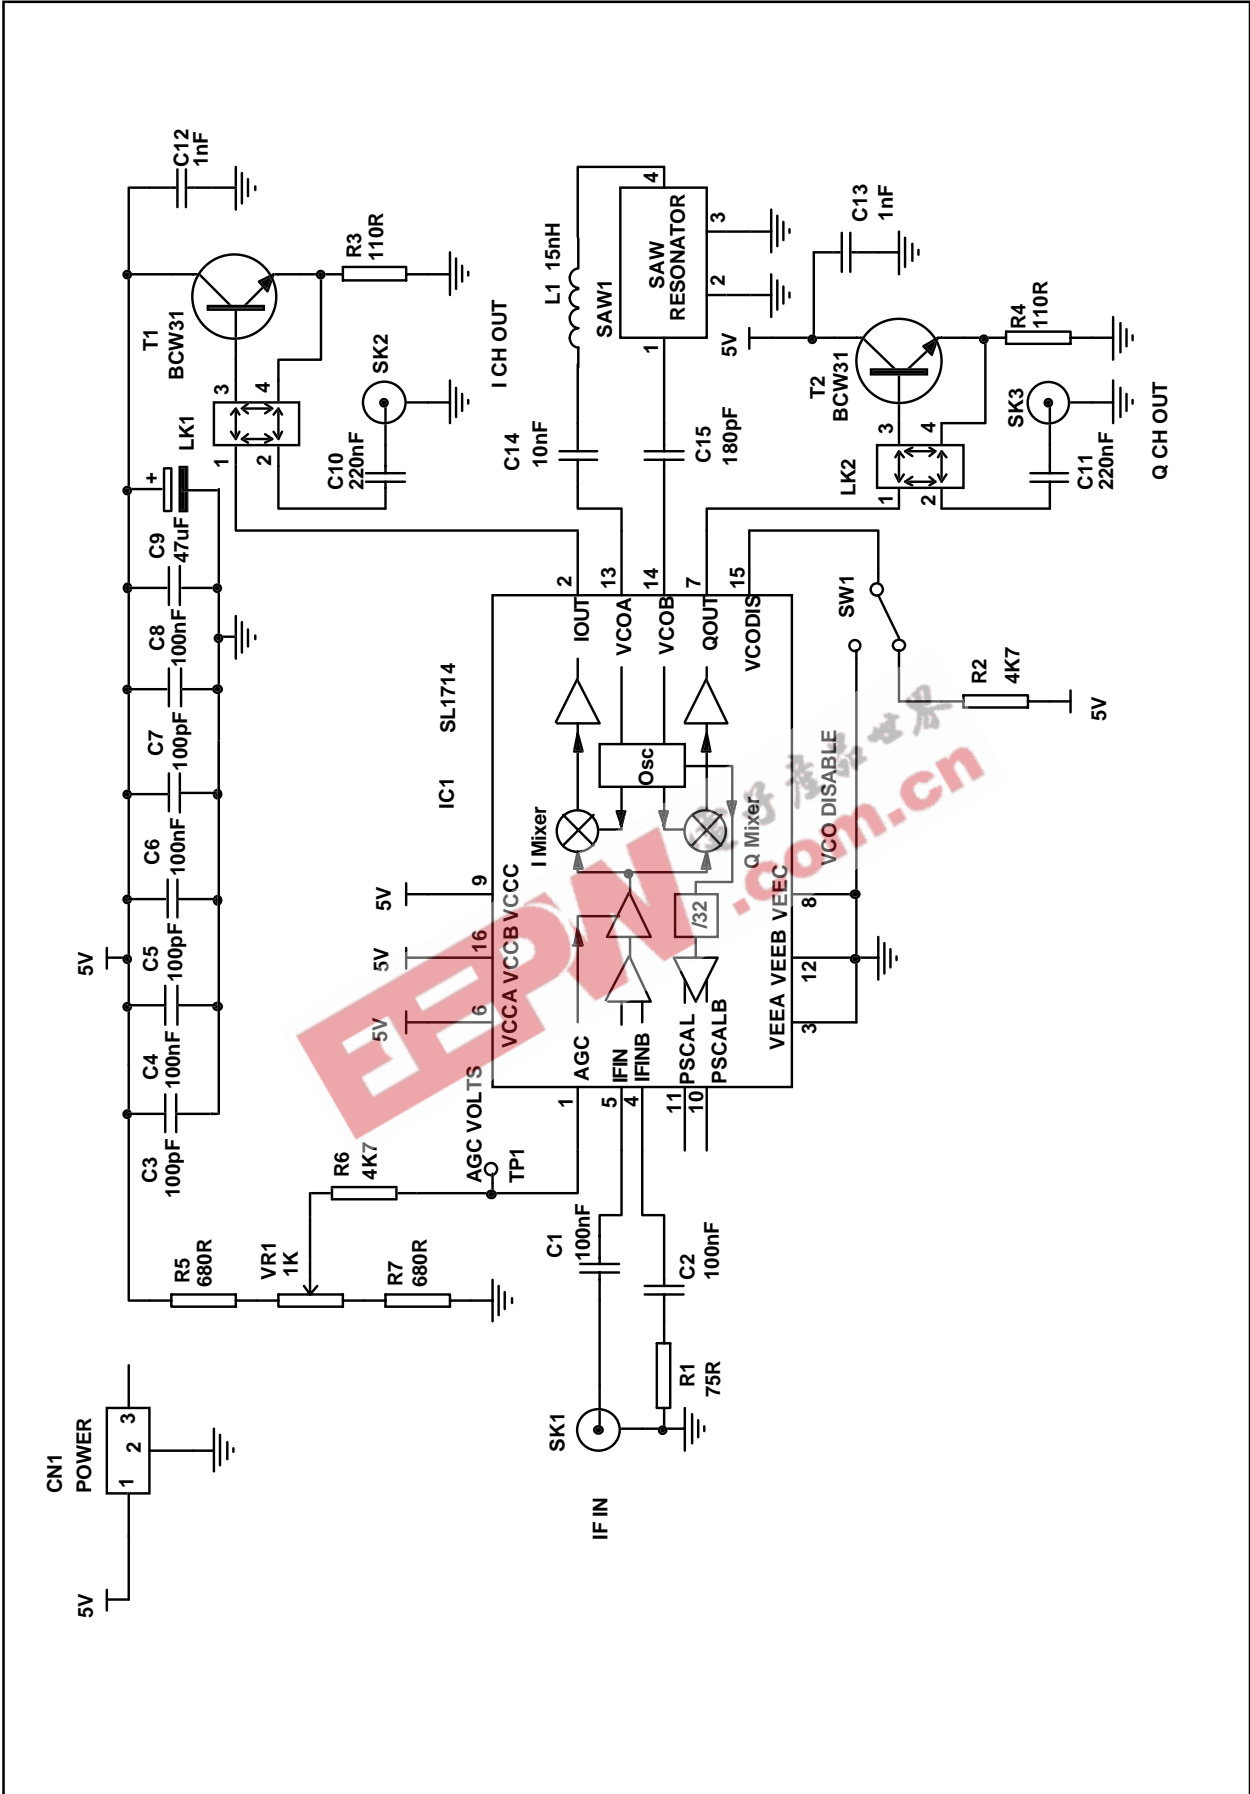 5V
CN1
POWER
1
2
3
IF IN
SK1
R1
75R
C1
100nF
C2
100nF
R5
680R
VR1
1K
R7
680R
R6
4K7
AGC VOLTS
TP1
C3
100pF
C4
100nF
5V
C5
100pF
C6
100nF
C7
100pF
C8
100nF
C9
47uF
+
5V
5V
5V
6
16
9
VCCA VCCB VCCC
IC1
SL1714
1
AGC
5
IFIN
4
IFINB
11
PSCAL
10
PSCALB
I Mixer
Osc
Q Mixer
/32
VEEA VEEB VEEC
3
12
8
IOUT
2
VCOA
13
VCOB
14
QOUT
7
VCODIS
15
VCO DISABLE
SW1
R2
4K7
5V
LK1
1
2
3
4
T1
BCW31
C12
1nF
R3
110R
C10
220nF
SK2
I CH OUT
C14
10nF
L1 15nH
SAW1
SAW
RESONATOR
1
2
3
4
C15
180pF
5V
T2
BCW31
C13
1nF
LK2
1
2
3
4
R4
110R
SK3
C11
220nF
Q CH OUT
EEPW
.com.cn
电子产品世界